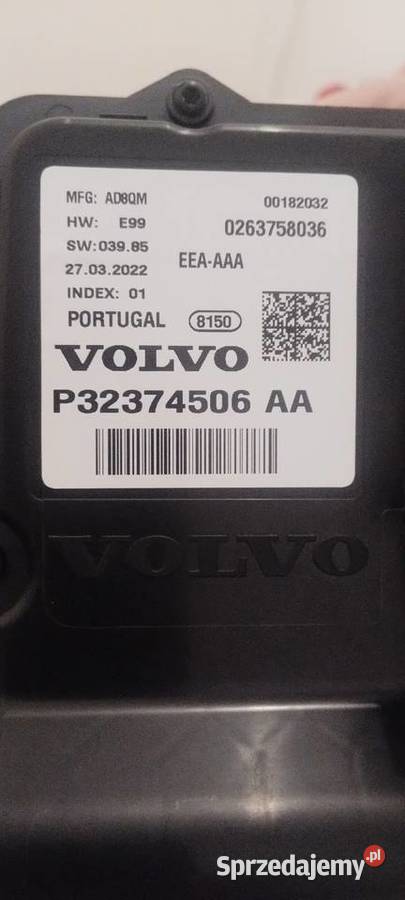 MFG: AD8QM 00182032
HW: E99 0263758036
SW:039.85
27.03.2022 EEA-AAA
INDEX: 01
PORTUGAL 8150
VOLVO
P32374506 AA
VOLVO
Sprzedajemy.pl